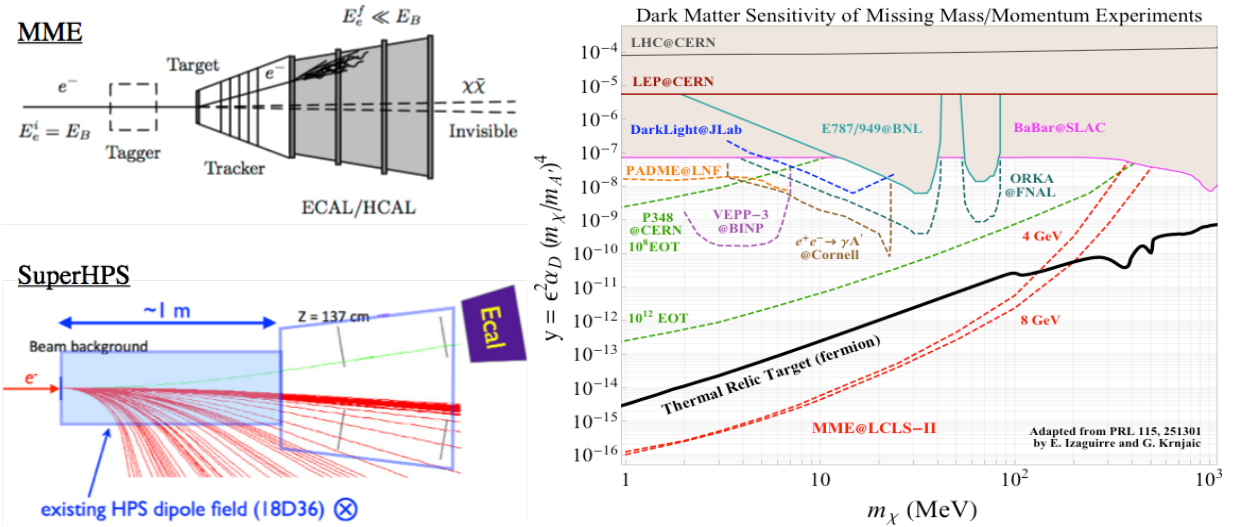 MME
e⁻
E_e^i = E_B
Tagger
Target
Tracker
e⁻
E_e^f ≪ E_B
χχ̄
Invisible
ECAL/HCAL
SuperHPS
~1 m
Beam background
e⁻
Z = 137 cm
Ecal
existing HPS dipole field (18D36) ⊗
Dark Matter Sensitivity of Missing Mass/Momentum Experiments
y = ϵ²α_D (m_χ/m_A')⁴
10⁻⁴
10⁻⁵
10⁻⁶
10⁻⁷
10⁻⁸
10⁻⁹
10⁻¹⁰
10⁻¹¹
10⁻¹²
10⁻¹³
10⁻¹⁴
10⁻¹⁵
10⁻¹⁶
LHC@CERN
LEP@CERN
DarkLight@JLab
E787/949@BNL
BaBar@SLAC
PADME@LNF
ORKA
@FNAL
P348
@CERN
10⁸EOT
VEPP−3
@BINP
e⁺e⁻→ γA'
@Cornell
4 GeV
10¹² EOT
8 GeV
Thermal Relic Target (fermion)
MME@LCLS−II
Adapted from PRL 115, 251301
by E. Izaguirre and G. Krnjaic
1
10
10²
10³
m_χ (MeV)